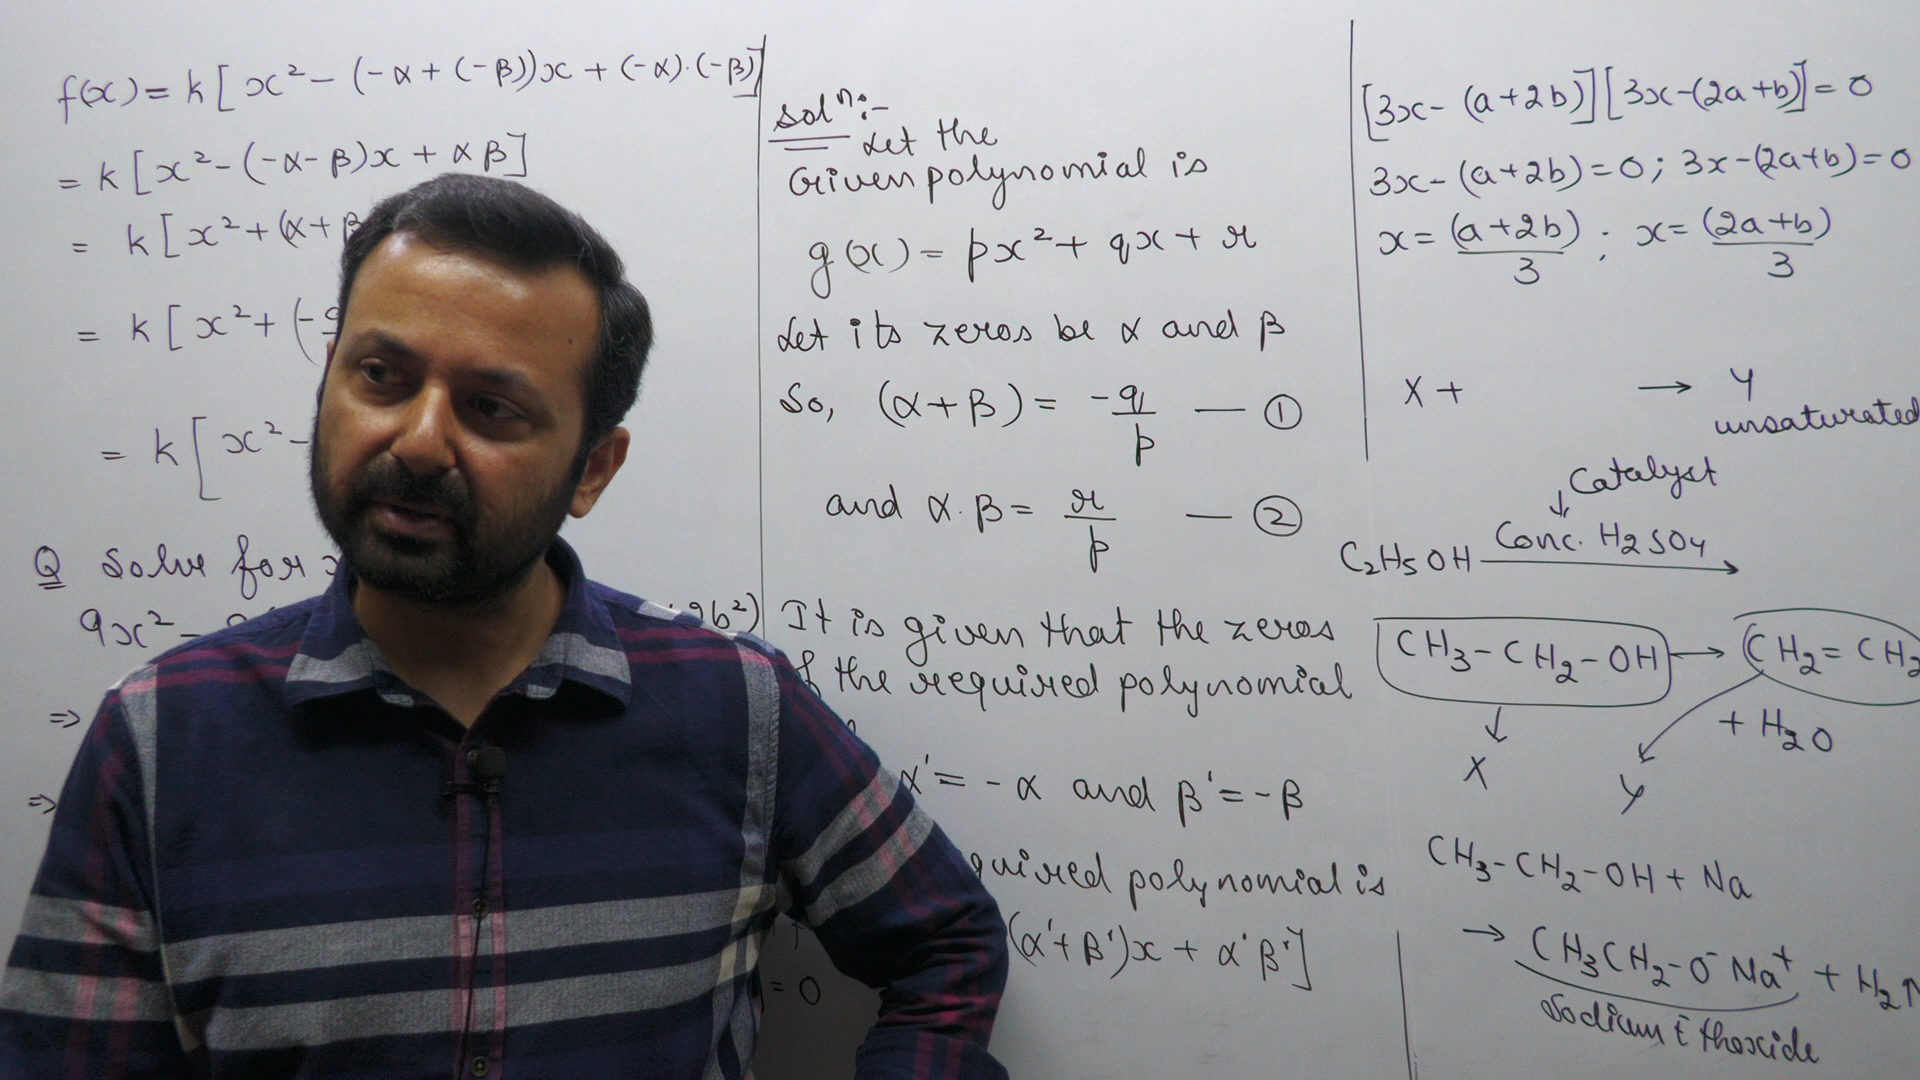 f(x) = k [ x² - (-α + (-β))x + (-α)·(-β)]
= k [x² - (-α-β)x + αβ]
= k [x² + (α+β
= k [x² + (-q
= k [x² -
Q Solve for x
9x² - 9b²)
⇒
⇒
= 0
Solⁿ:-
Let the
Given polynomial is
g(x) = px² + qx + r
Let its zeros be α and β
So, (α+β) = -q/p — ①
and α.β = r/p — ②
It is given that the zeros
the required polynomial
α' = -α and β' = -β
quired polynomial is
(α'+β')x + α'β']
[3x - (a+2b)] [3x-(2a+b)] = 0
3x - (a+2b) = 0 ; 3x-(2a+b) = 0
x = (a+2b)/3 ; x = (2a+b)/3
X + → Y
unsaturated
Catalyst
↓
C₂H₅OH Conc. H₂SO₄ →
CH₃-CH₂-OH → CH₂=CH₂
+ H₂O
↓
X
Y
CH₃-CH₂-OH + Na
→ CH₃CH₂-O⁻Na⁺ + H₂↑
Sodium Ethoxide